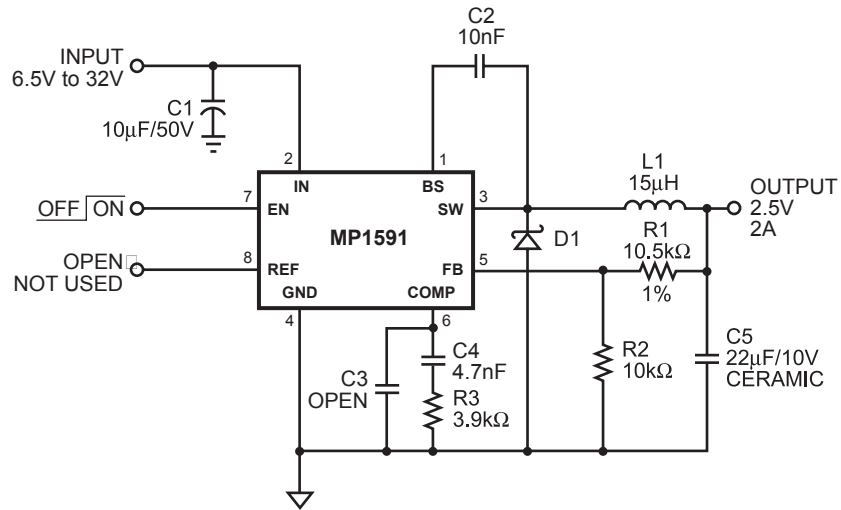 C2
10nF
INPUT
6.5V to 32V
C1
10µF/50V
2
1
IN
BS
L1
15µH
OFF ON
7
EN
SW
3
OUTPUT
2.5V
2A
MP1591
D1
R1
10.5kΩ
1%
OPEN
NOT USED
8
REF
FB
5
GND
COMP
4
6
C3
OPEN
C4
4.7nF
R3
3.9kΩ
R2
10kΩ
C5
22µF/10V
CERAMIC